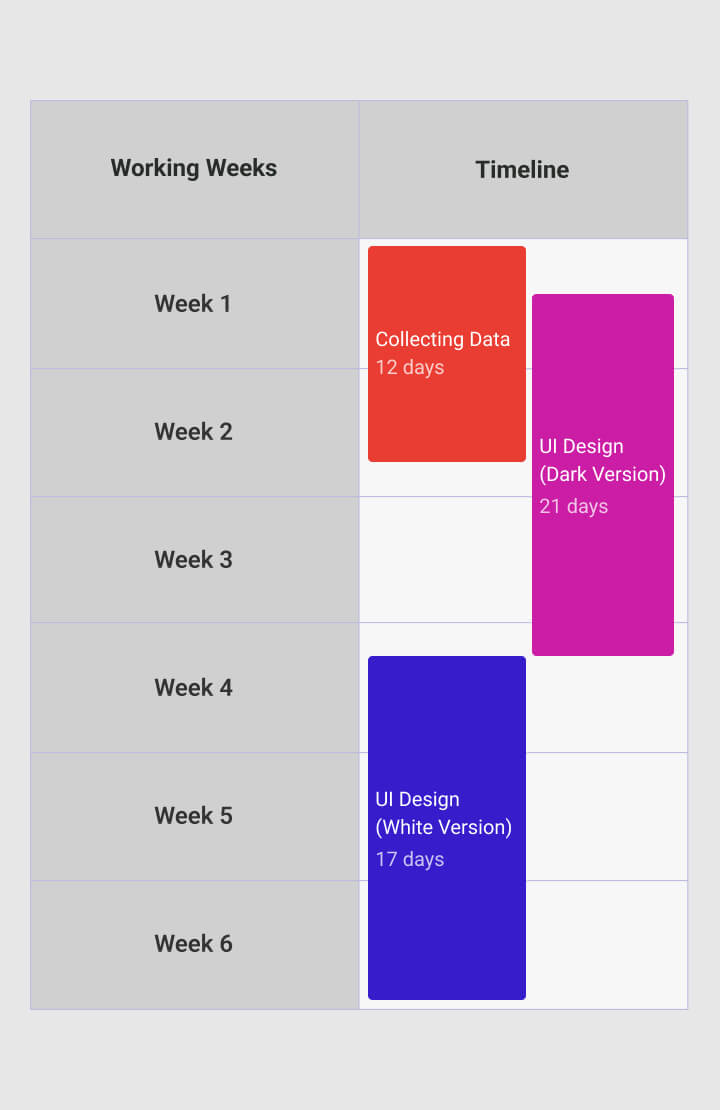 Working Weeks
Timeline
Week 1
Collecting Data
12 days
Week 2
UI Design
(Dark Version)
21 days
Week 3
Week 4
UI Design
(White Version)
17 days
Week 5
Week 6